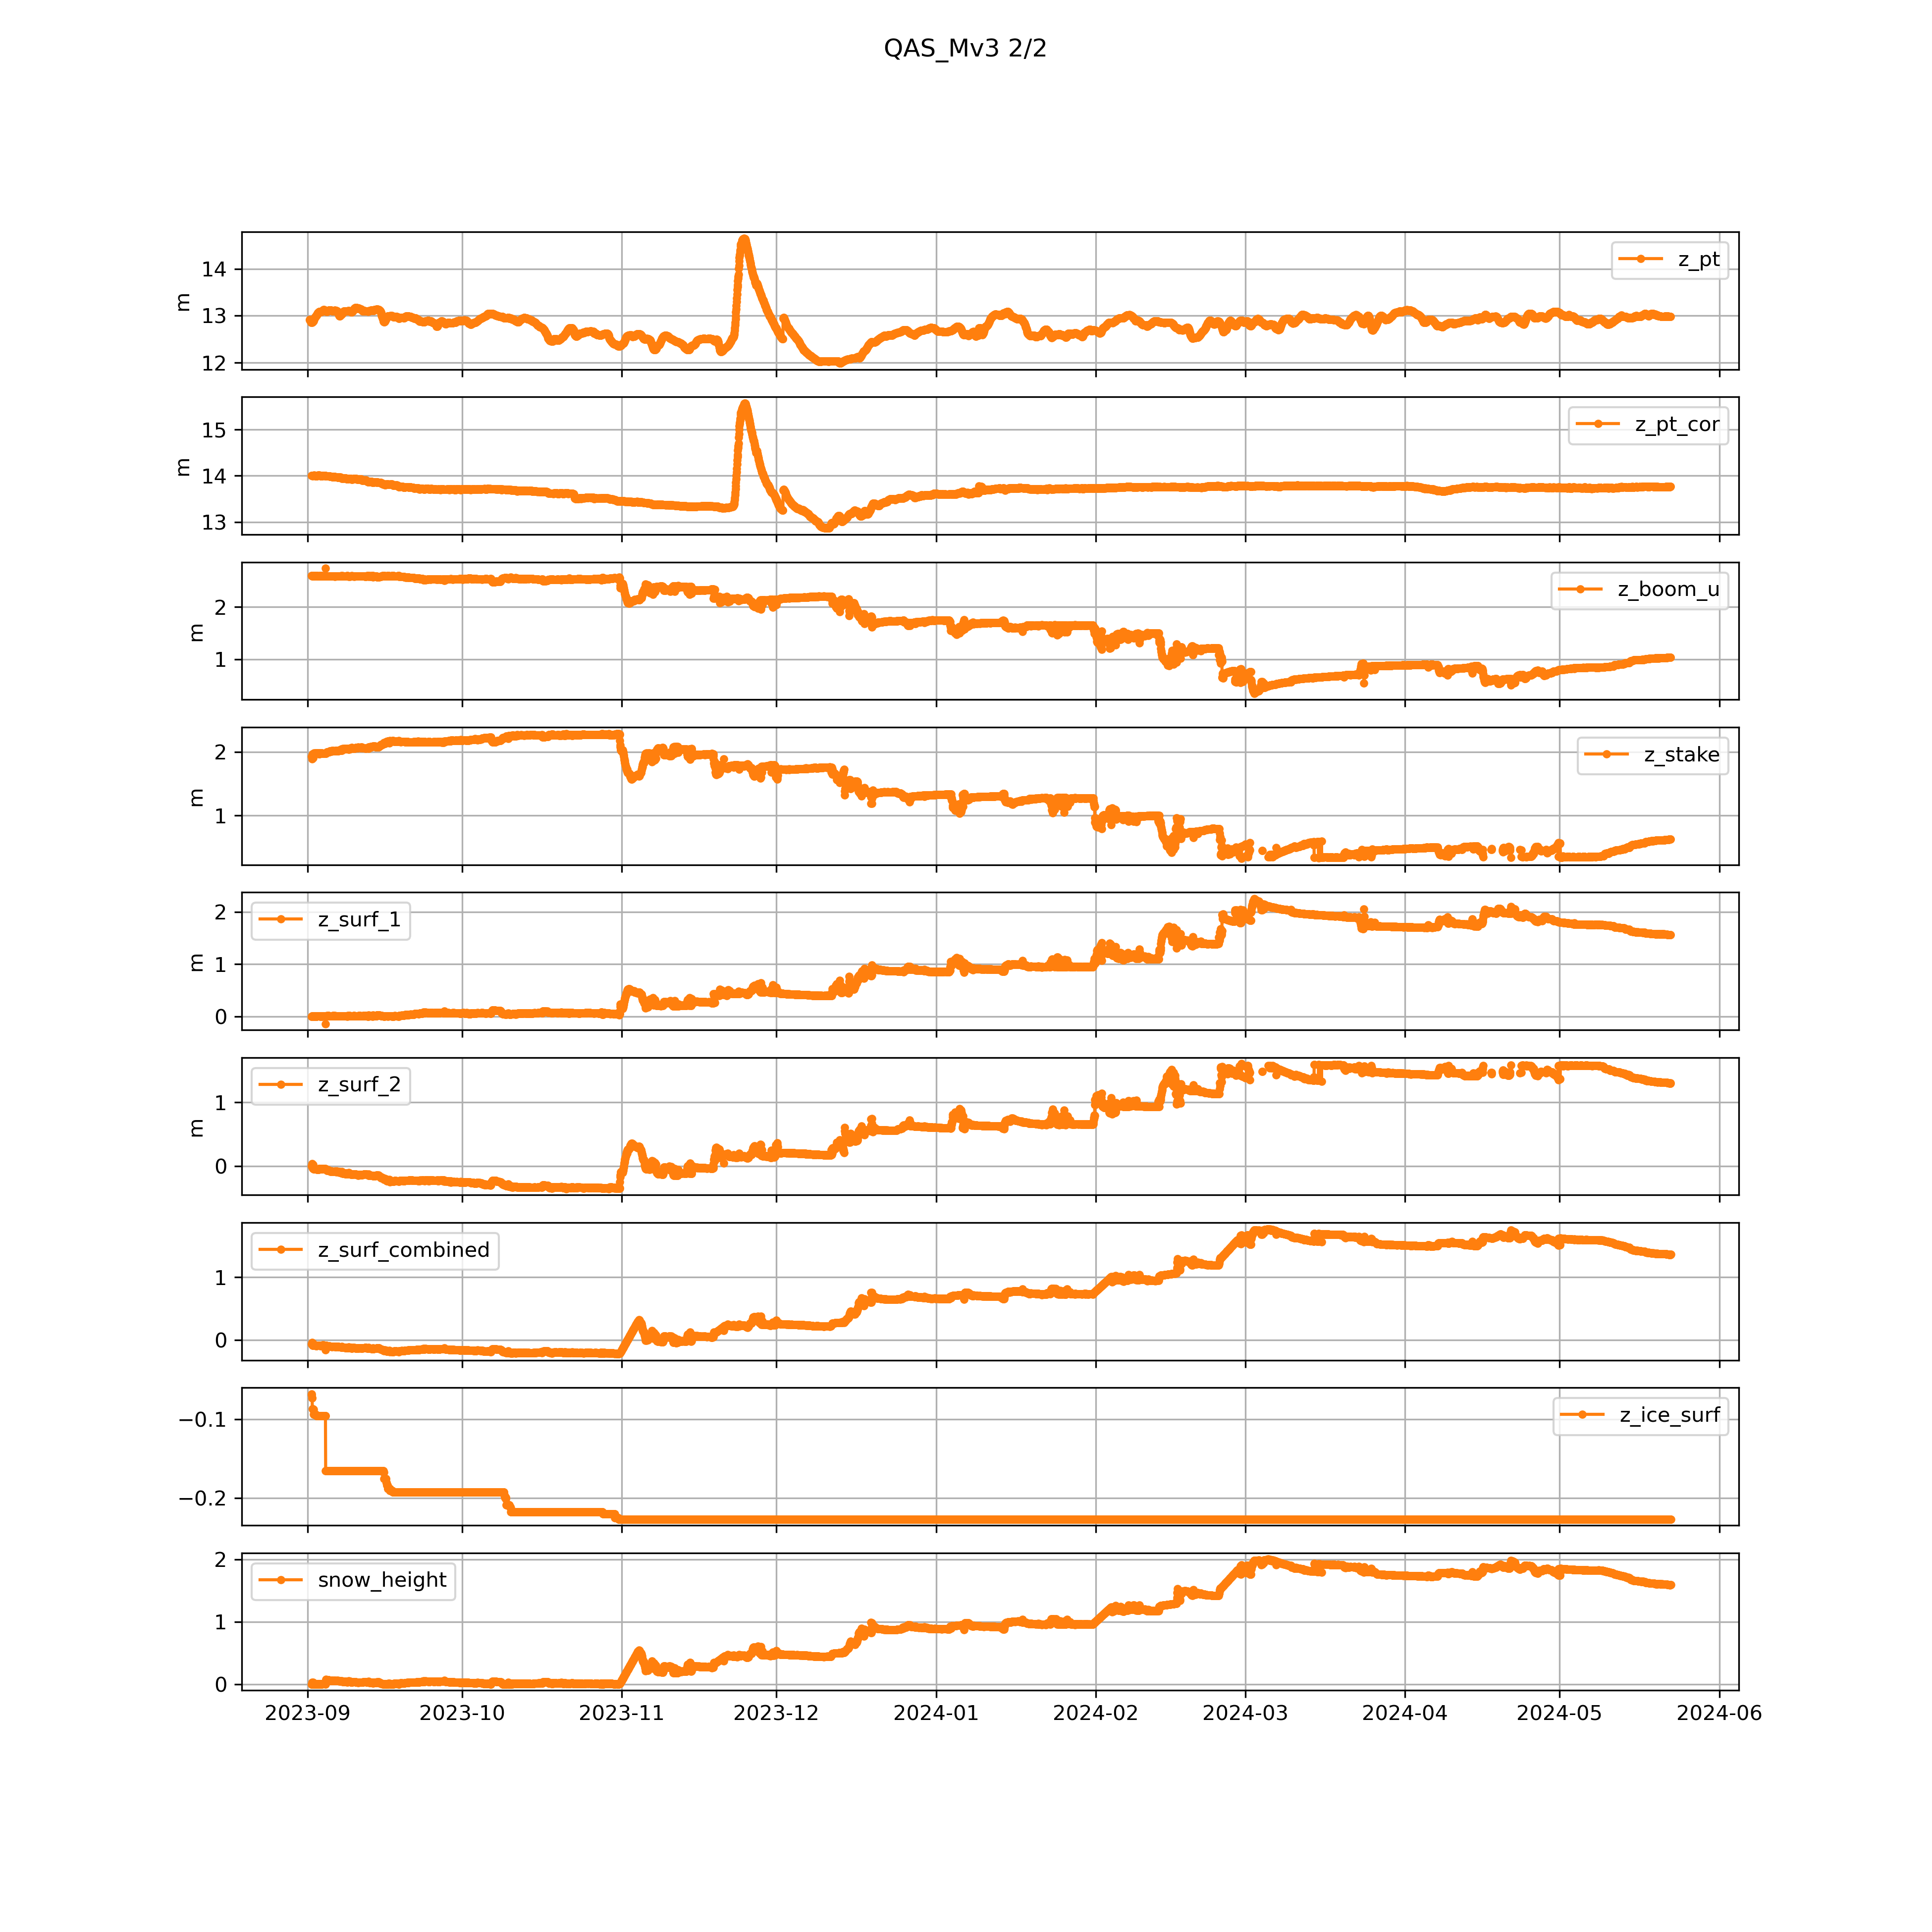 QAS_Mv3 2/2
14
13
12
m
z_pt
15
14
13
m
z_pt_cor
2
1
m
z_boom_u
2
1
m
z_stake
2
1
0
m
z_surf_1
1
0
m
z_surf_2
1
0
z_surf_combined
−0.1
−0.2
z_ice_surf
2
1
0
snow_height
2023-09 2023-10 2023-11 2023-12 2024-01 2024-02 2024-03 2024-04 2024-05 2024-06